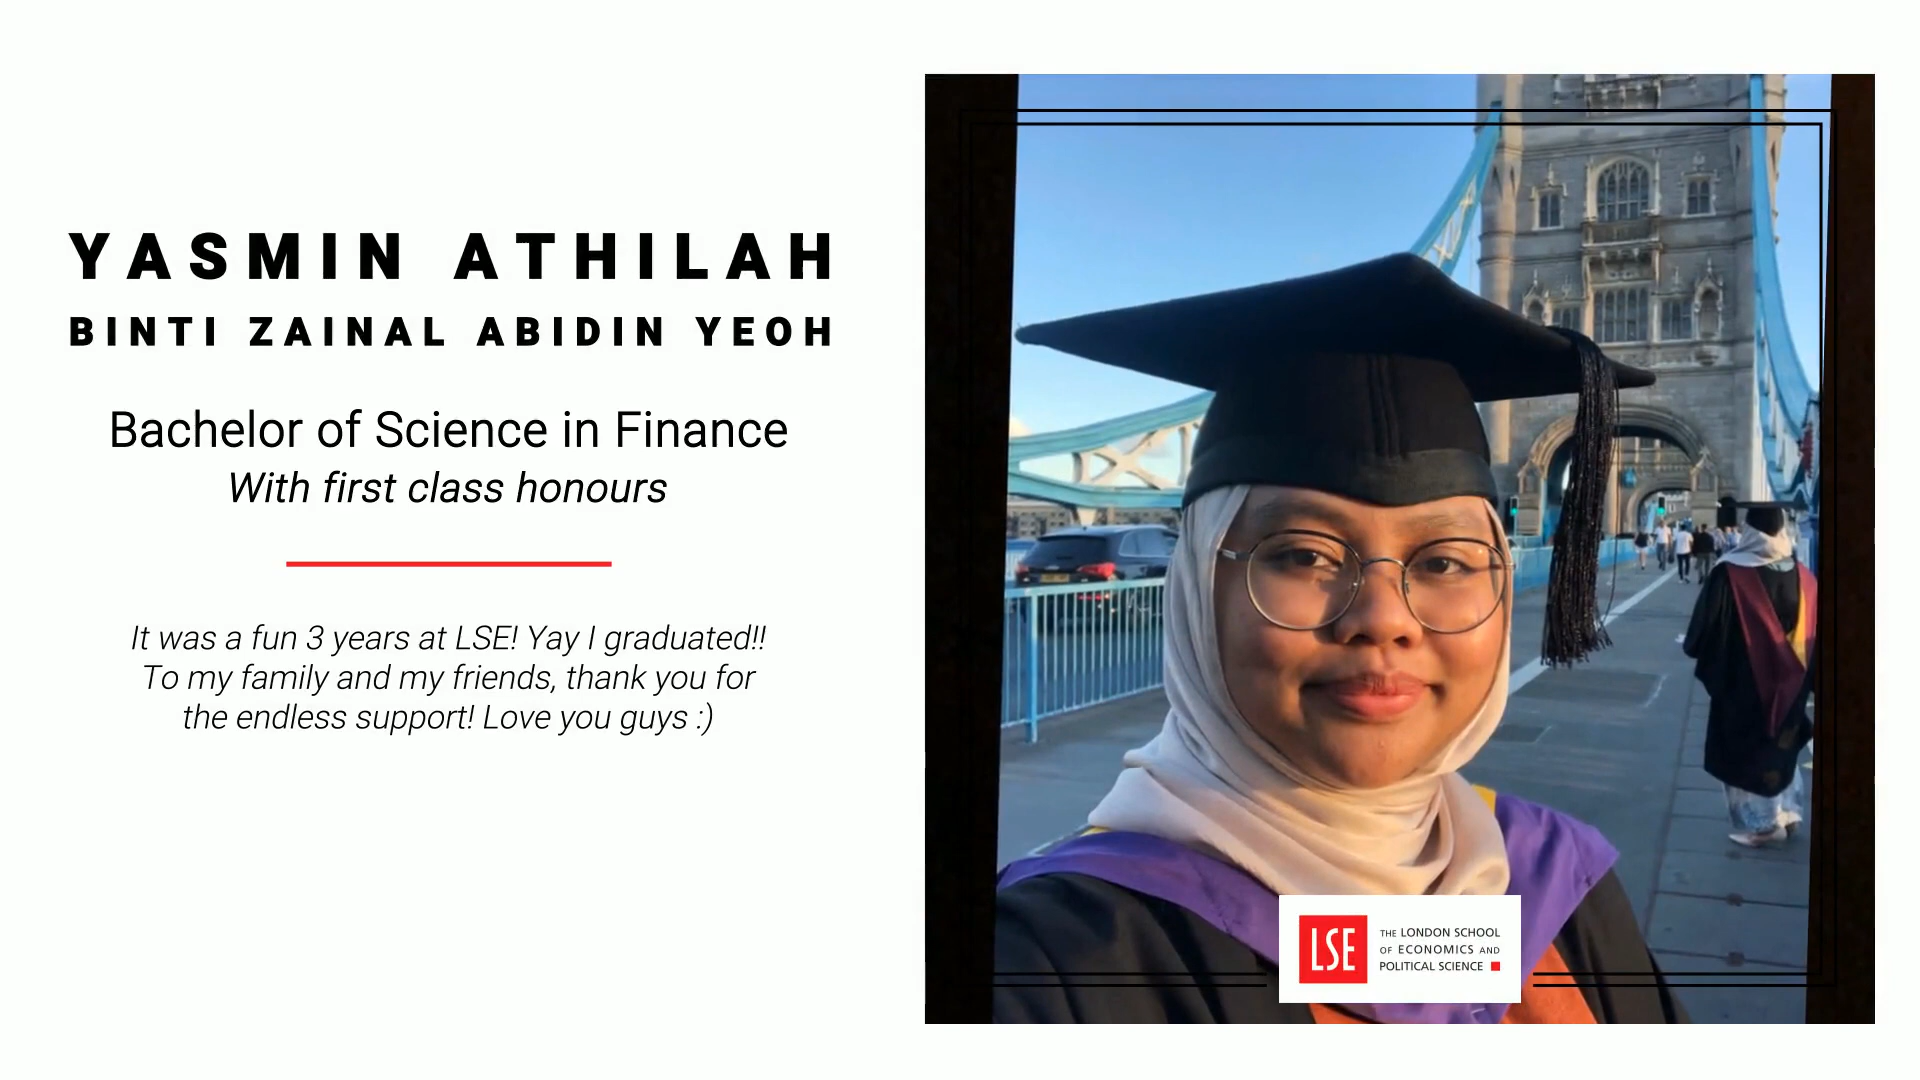 YASMIN ATHILAH
BINTI ZAINAL ABIDIN YEOH
Bachelor of Science in Finance
With first class honours
It was a fun 3 years at LSE! Yay I graduated!!
To my family and my friends, thank you for
the endless support! Love you guys :)
LSE
THE LONDON SCHOOL
OF ECONOMICS AND
POLITICAL SCIENCE